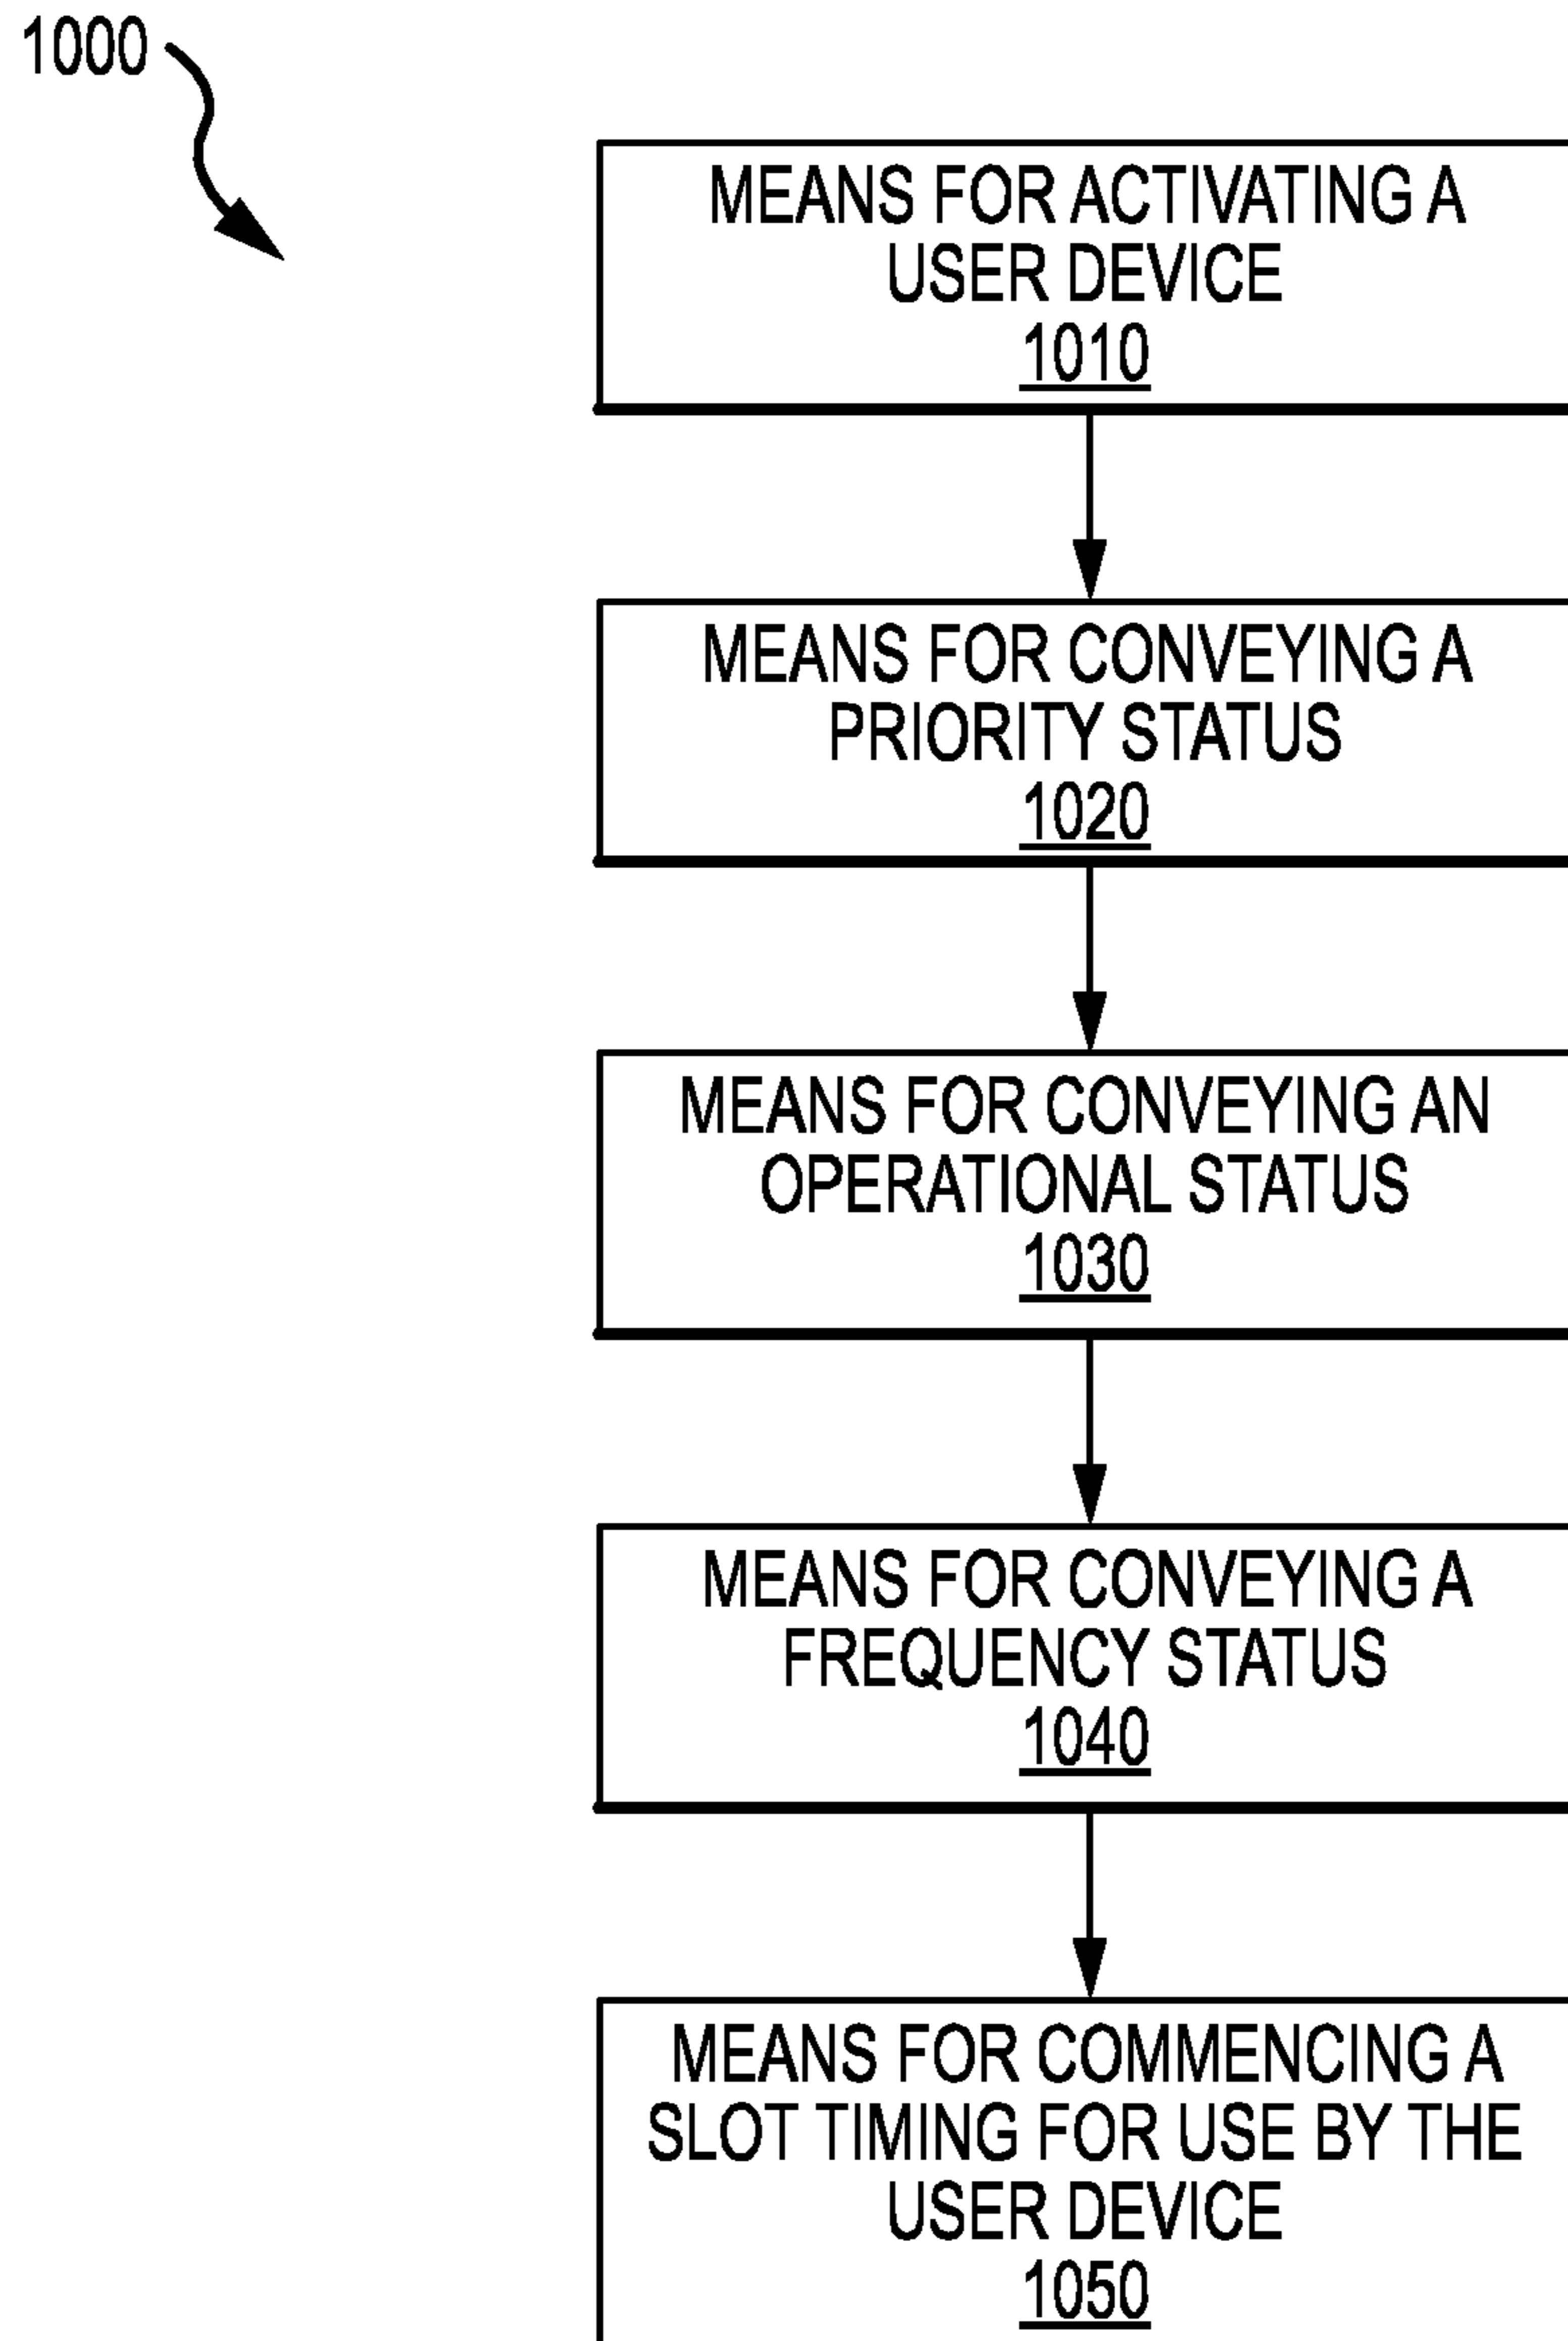 1000
MEANS FOR ACTIVATING A
USER DEVICE
1010
MEANS FOR CONVEYING A
PRIORITY STATUS
1020
MEANS FOR CONVEYING AN
OPERATIONAL STATUS
1030
MEANS FOR CONVEYING A
FREQUENCY STATUS
1040
MEANS FOR COMMENCING A
SLOT TIMING FOR USE BY THE
USER DEVICE
1050